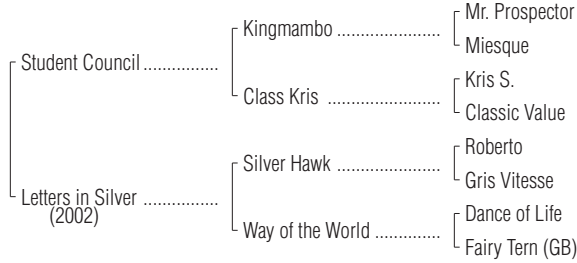 Mr. Prospector
Kingmambo ......................
Miesque
Student Council ................
Kris S.
Class Kris ........................
Classic Value
Roberto
Silver Hawk ......................
Gris Vitesse
Letters in Silver ................
(2002)
Dance of Life
Way of the World ...............
Fairy Tern (GB)